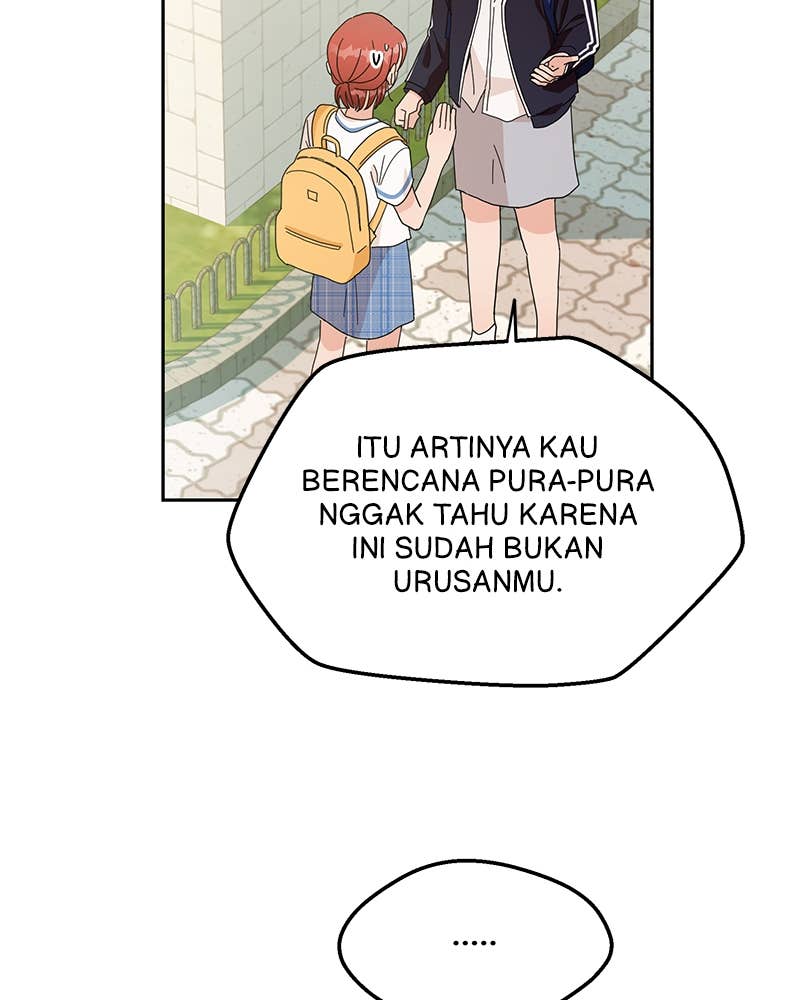 ITU ARTINYA KAU
BERENCANA PURA-PURA
NGGAK TAHU KARENA
INI SUDAH BUKAN
URUSANMU.
.....